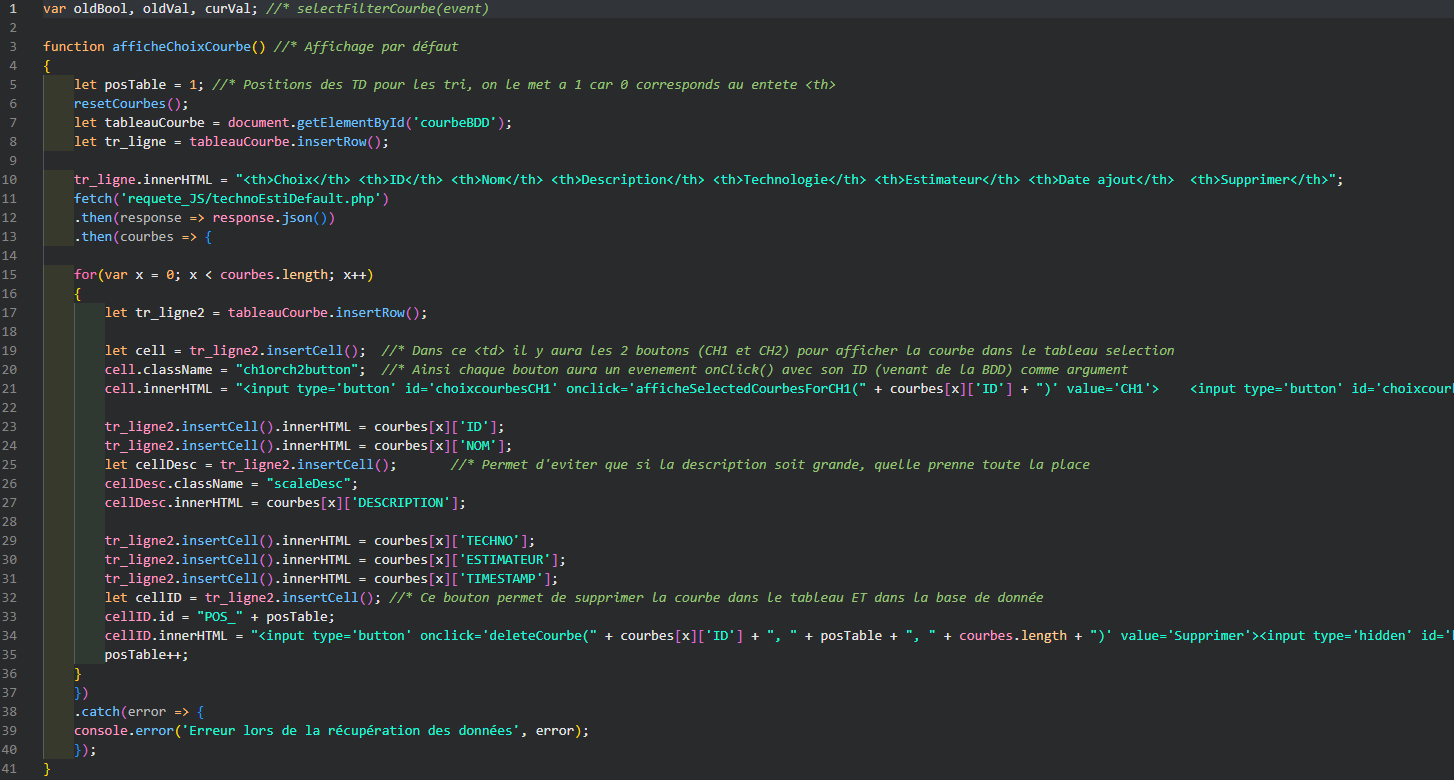 1 var oldBool, oldVal, curVal; //* selectFilterCourbe(event)
2
3 function afficheChoixCourbe() //* Affichage par défaut
4 {
5 let posTable = 1; //* Positions des TD pour les tri, on le met a 1 car 0 corresponds au entete <th>
6 resetCourbes();
7 let tableauCourbe = document.getElementById('courbeBDD');
8 let tr_ligne = tableauCourbe.insertRow();
9
10 tr_ligne.innerHTML = "<th>Choix</th> <th>ID</th> <th>Nom</th> <th>Description</th> <th>Technologie</th> <th>Estimateur</th> <th>Date ajout</th>  <th>Supprimer</th>";
11 fetch('requete_JS/technoEstiDefault.php')
12 .then(response => response.json())
13 .then(courbes => {
14
15 for(var x = 0; x < courbes.length; x++)
16 {
17 let tr_ligne2 = tableauCourbe.insertRow();
18
19 let cell = tr_ligne2.insertCell();  //* Dans ce <td> il y aura les 2 boutons (CH1 et CH2) pour afficher la courbe dans le tableau selection
20 cell.className = "ch1orch2button";  //* Ainsi chaque bouton aura un evenement onClick() avec son ID (venant de la BDD) comme argument
21 cell.innerHTML = "<input type='button' id='choixcourbesCH1' onclick='afficheSelectedCourbesForCH1(" + courbes[x]['ID'] + ")' value='CH1'>    <input type='button' id='choixcour
22
23 tr_ligne2.insertCell().innerHTML = courbes[x]['ID'];
24 tr_ligne2.insertCell().innerHTML = courbes[x]['NOM'];
25 let cellDesc = tr_ligne2.insertCell();       //* Permet d'eviter que si la description soit grande, quelle prenne toute la place
26 cellDesc.className = "scaleDesc";
27 cellDesc.innerHTML = courbes[x]['DESCRIPTION'];
28
29 tr_ligne2.insertCell().innerHTML = courbes[x]['TECHNO'];
30 tr_ligne2.insertCell().innerHTML = courbes[x]['ESTIMATEUR'];
31 tr_ligne2.insertCell().innerHTML = courbes[x]['TIMESTAMP'];
32 let cellID = tr_ligne2.insertCell(); //* Ce bouton permet de supprimer la courbe dans le tableau ET dans la base de donnée
33 cellID.id = "POS_" + posTable;
34 cellID.innerHTML = "<input type='button' onclick='deleteCourbe(" + courbes[x]['ID'] + ", " + posTable + ", " + courbes.length + ")' value='Supprimer'><input type='hidden' id='
35 posTable++;
36 }
37 })
38 .catch(error => {
39 console.error('Erreur lors de la récupération des données', error);
40 });
41 }